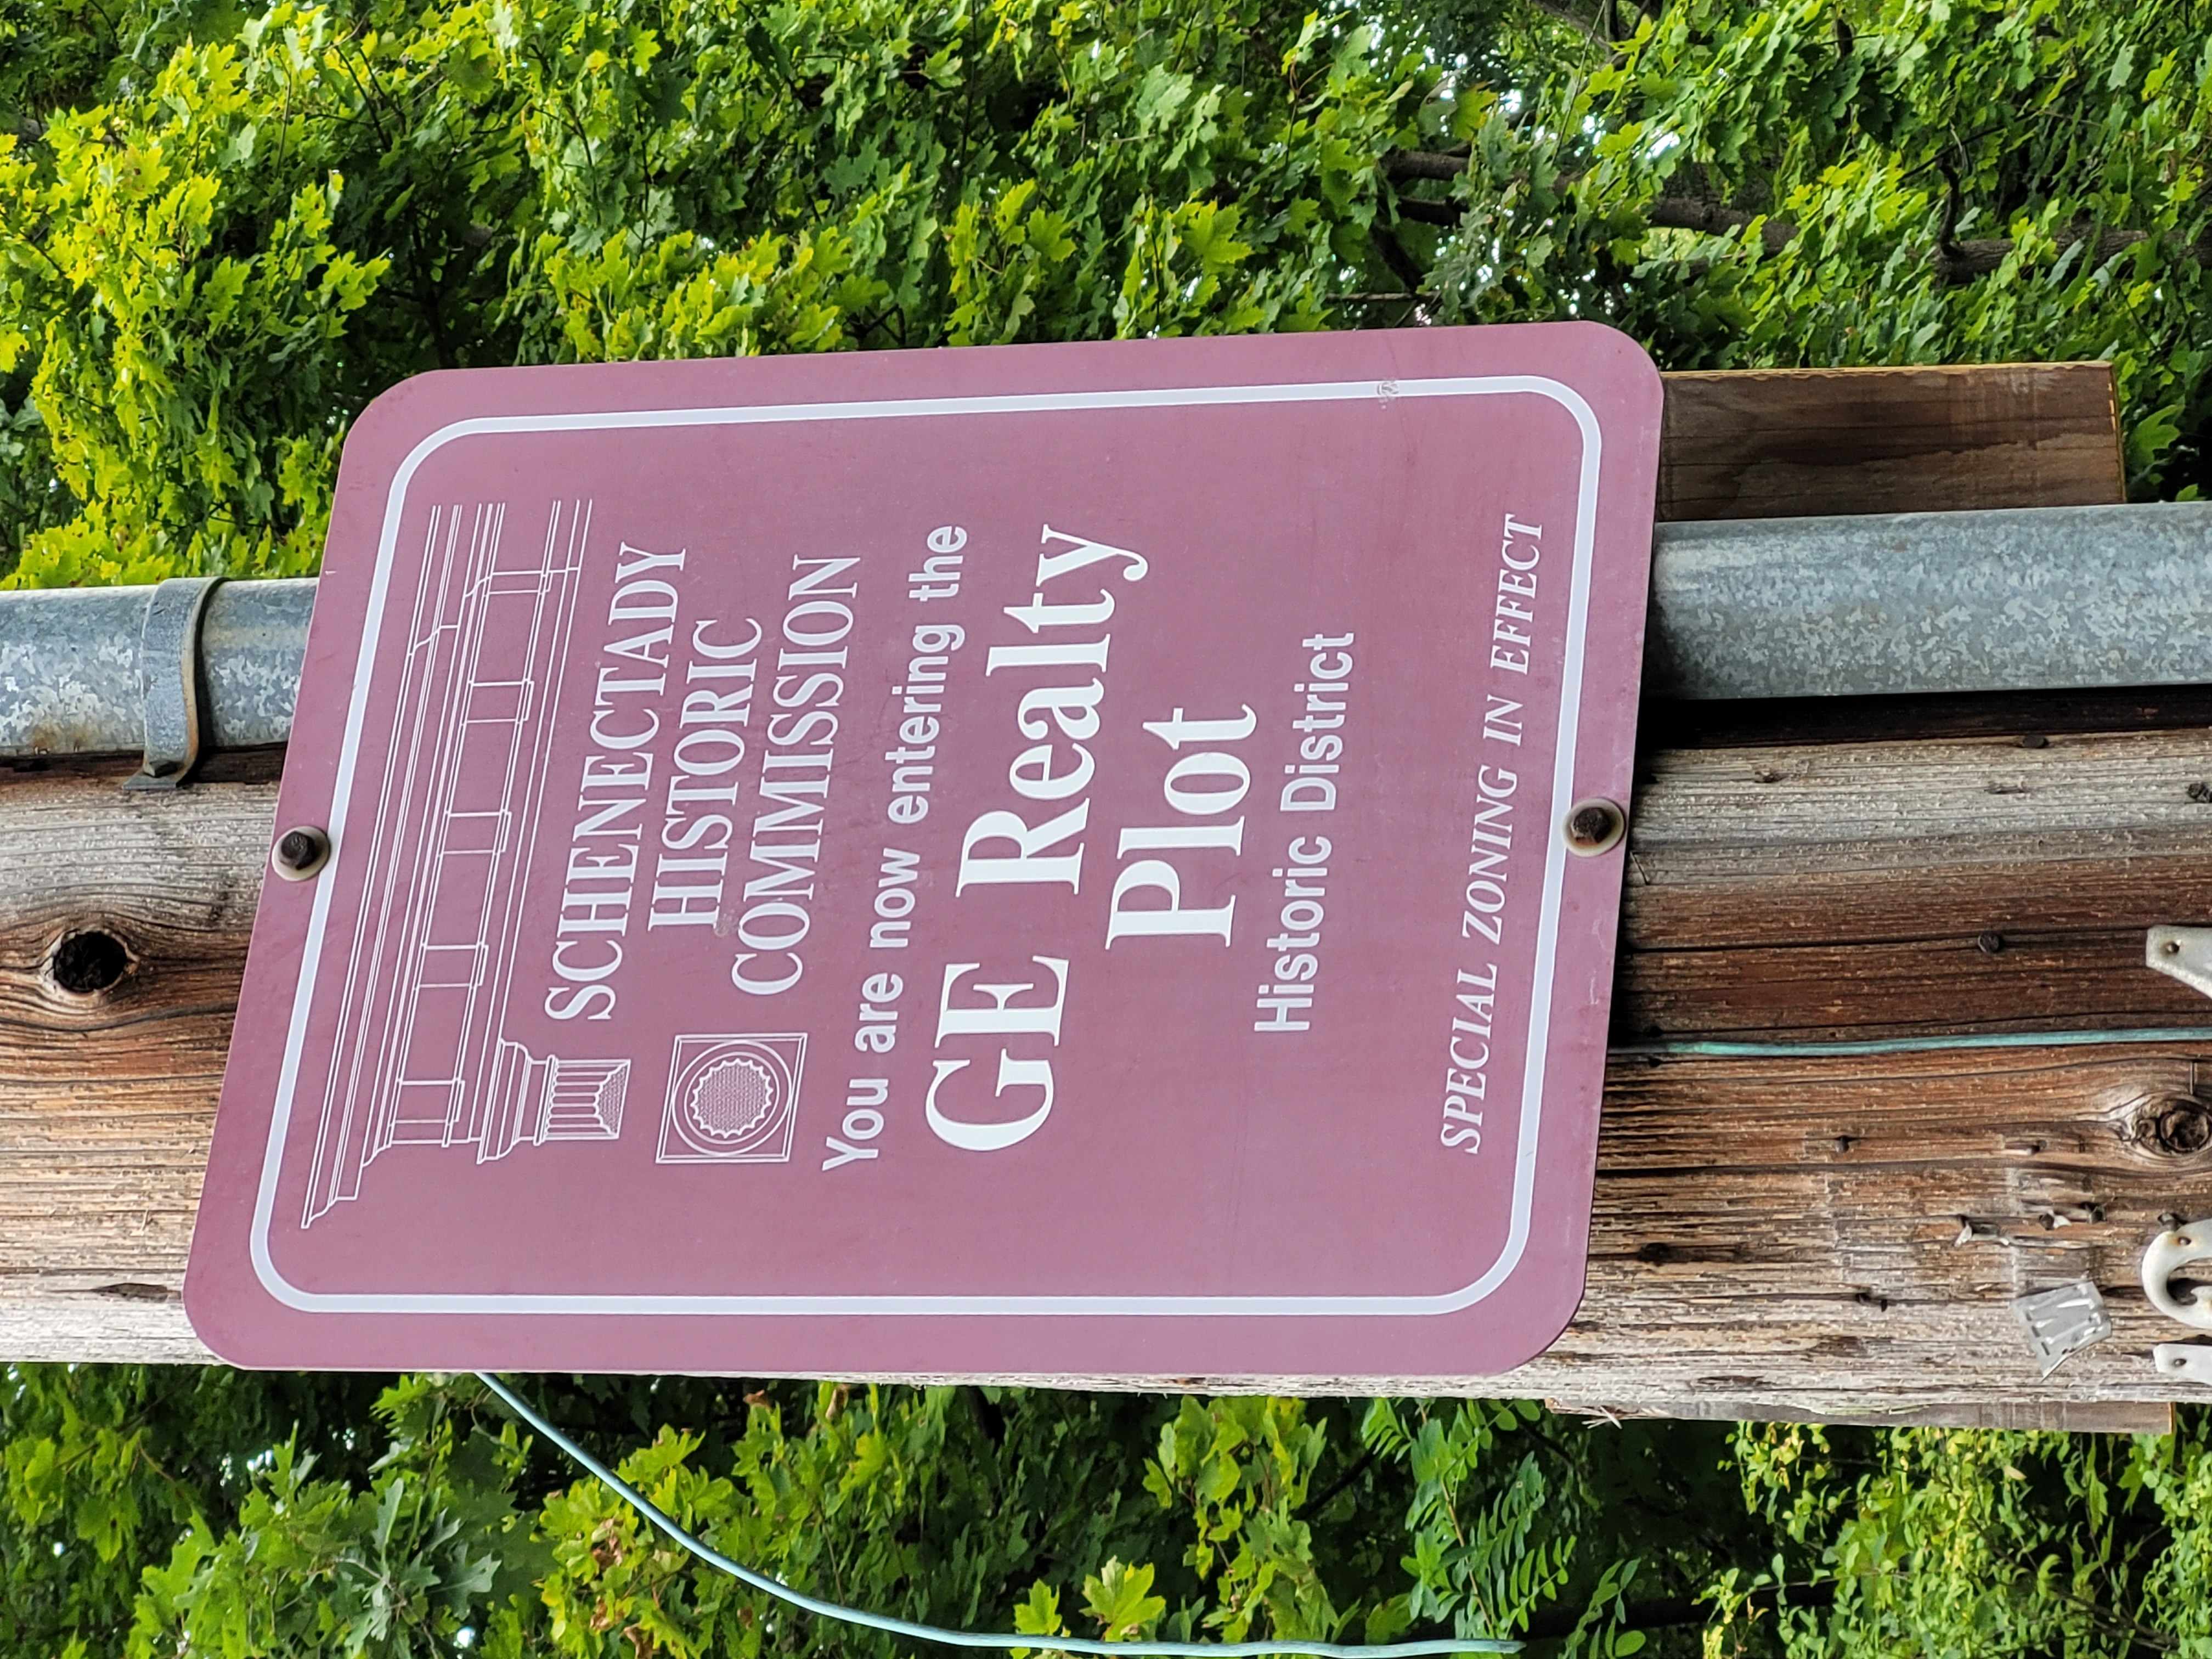 SCHENECTADY
HISTORIC
COMMISSION
You are now entering the
GE Realty
Plot
Historic District
SPECIAL ZONING IN EFFECT